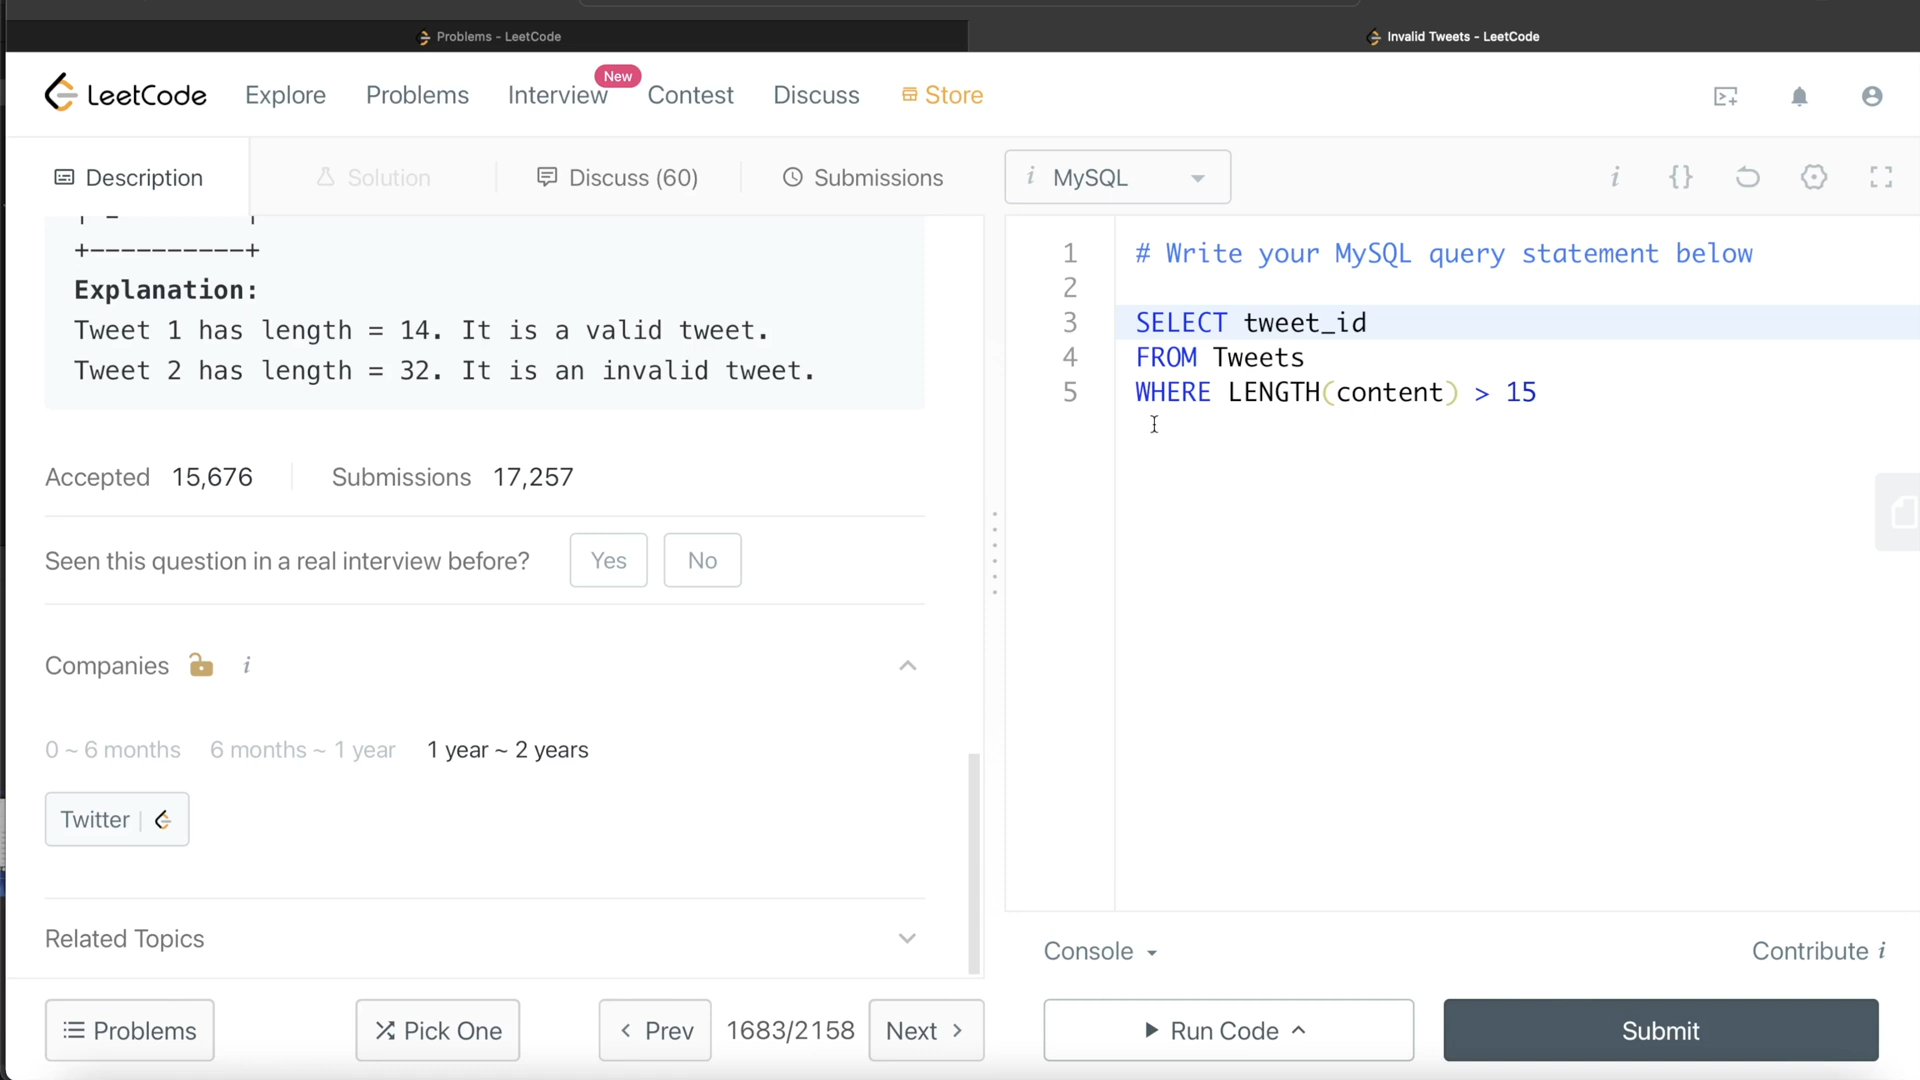 Problems - LeetCode
Invalid Tweets - LeetCode
LeetCode
Explore
Problems
Interview
New
Contest
Discuss
Store
Description
Solution
Discuss (60)
Submissions
i MySQL
i {}
+----------+
Explanation:
Tweet 1 has length = 14. It is a valid tweet.
Tweet 2 has length = 32. It is an invalid tweet.
Accepted 15,676
Submissions 17,257
Seen this question in a real interview before?
Yes
No
Companies i
0 ~ 6 months
6 months ~ 1 year
1 year ~ 2 years
Twitter
Related Topics
Problems
Pick One
Prev
1683/2158
Next
1 # Write your MySQL query statement below
2
3 SELECT tweet_id
4 FROM Tweets
5 WHERE LENGTH(content) > 15
Console
Contribute i
Run Code
Submit